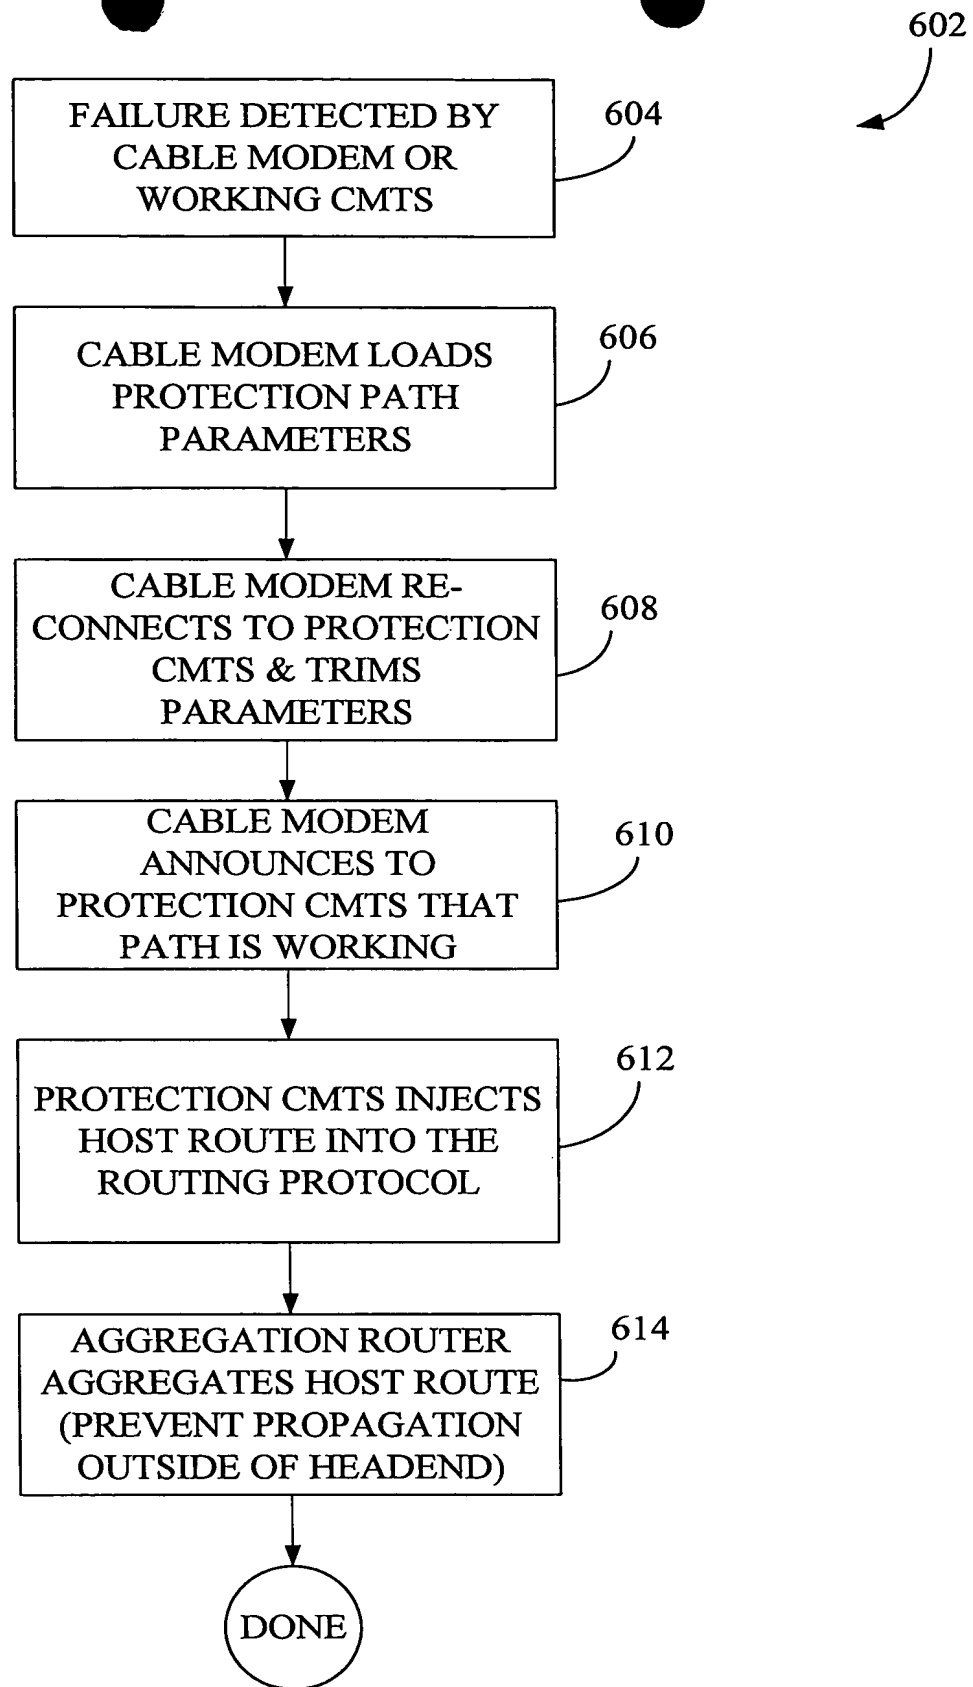 602
FAILURE DETECTED BY
CABLE MODEM OR
WORKING CMTS
604
CABLE MODEM LOADS
PROTECTION PATH
PARAMETERS
606
CABLE MODEM RE-
CONNECTS TO PROTECTION
CMTS & TRIMS
PARAMETERS
608
CABLE MODEM
ANNOUNCES TO
PROTECTION CMTS THAT
PATH IS WORKING
610
PROTECTION CMTS INJECTS
HOST ROUTE INTO THE
ROUTING PROTOCOL
612
AGGREGATION ROUTER
AGGREGATES HOST ROUTE
(PREVENT PROPAGATION
OUTSIDE OF HEADEND)
614
DONE